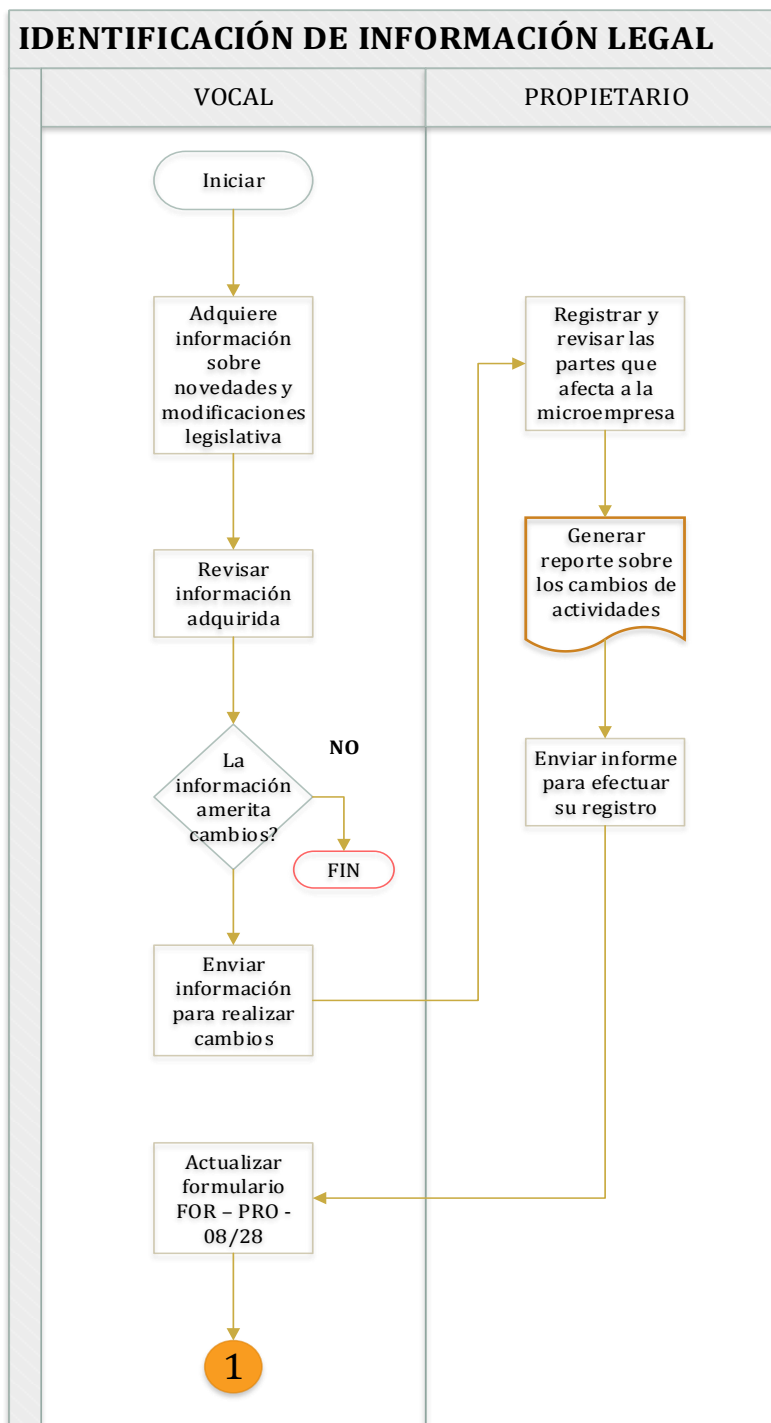 IDENTIFICACIÓN DE INFORMACIÓN LEGAL
VOCAL
PROPIETARIO
Iniciar
Adquiere
información
sobre
novedades y
modificaciones
legislativa
Revisar
información
adquirida
La
información
amerita
cambios?
NO
FIN
Enviar
información
para realizar
cambios
Registrar y
revisar las
partes que
afecta a la
microempresa
Generar
reporte sobre
los cambios de
actividades
Enviar informe
para efectuar
su registro
Actualizar
formulario
FOR – PRO -
08/28
1